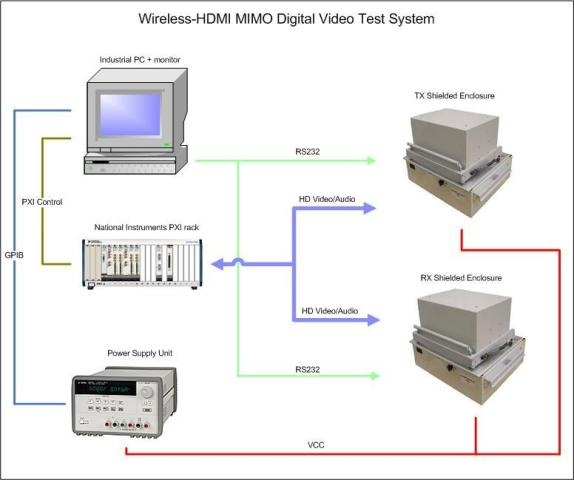 Wireless-HDMI MIMO Digital Video Test System
Industrial PC + monitor
TX Shielded Enclosure
RS232
PXI Control
HD Video/Audio
National Instruments PXI rack
GPIB
RX Shielded Enclosure
HD Video/Audio
Power Supply Unit
RS232
VCC